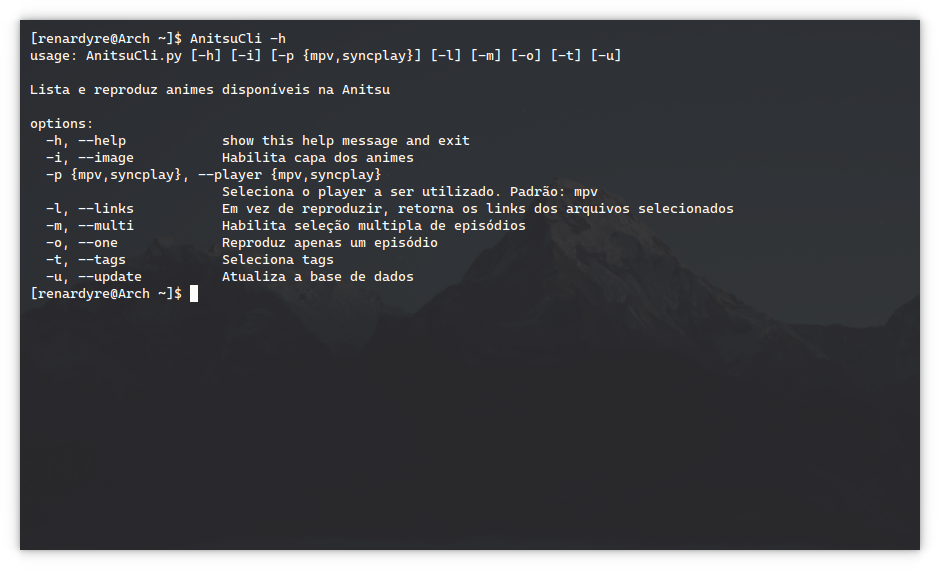 [renardyre@Arch ~]$ AnitsuCli -h
usage: AnitsuCli.py [-h] [-i] [-p {mpv,syncplay}] [-l] [-m] [-o] [-t] [-u]
Lista e reproduz animes disponíveis na Anitsu
options:
-h, --help show this help message and exit
-i, --image Habilita capa dos animes
-p {mpv,syncplay}, --player {mpv,syncplay}
Seleciona o player a ser utilizado. Padrão: mpv
-l, --links Em vez de reproduzir, retorna os links dos arquivos selecionados
-m, --multi Habilita seleção multipla de episódios
-o, --one Reproduz apenas um episódio
-t, --tags Seleciona tags
-u, --update Atualiza a base de dados
[renardyre@Arch ~]$